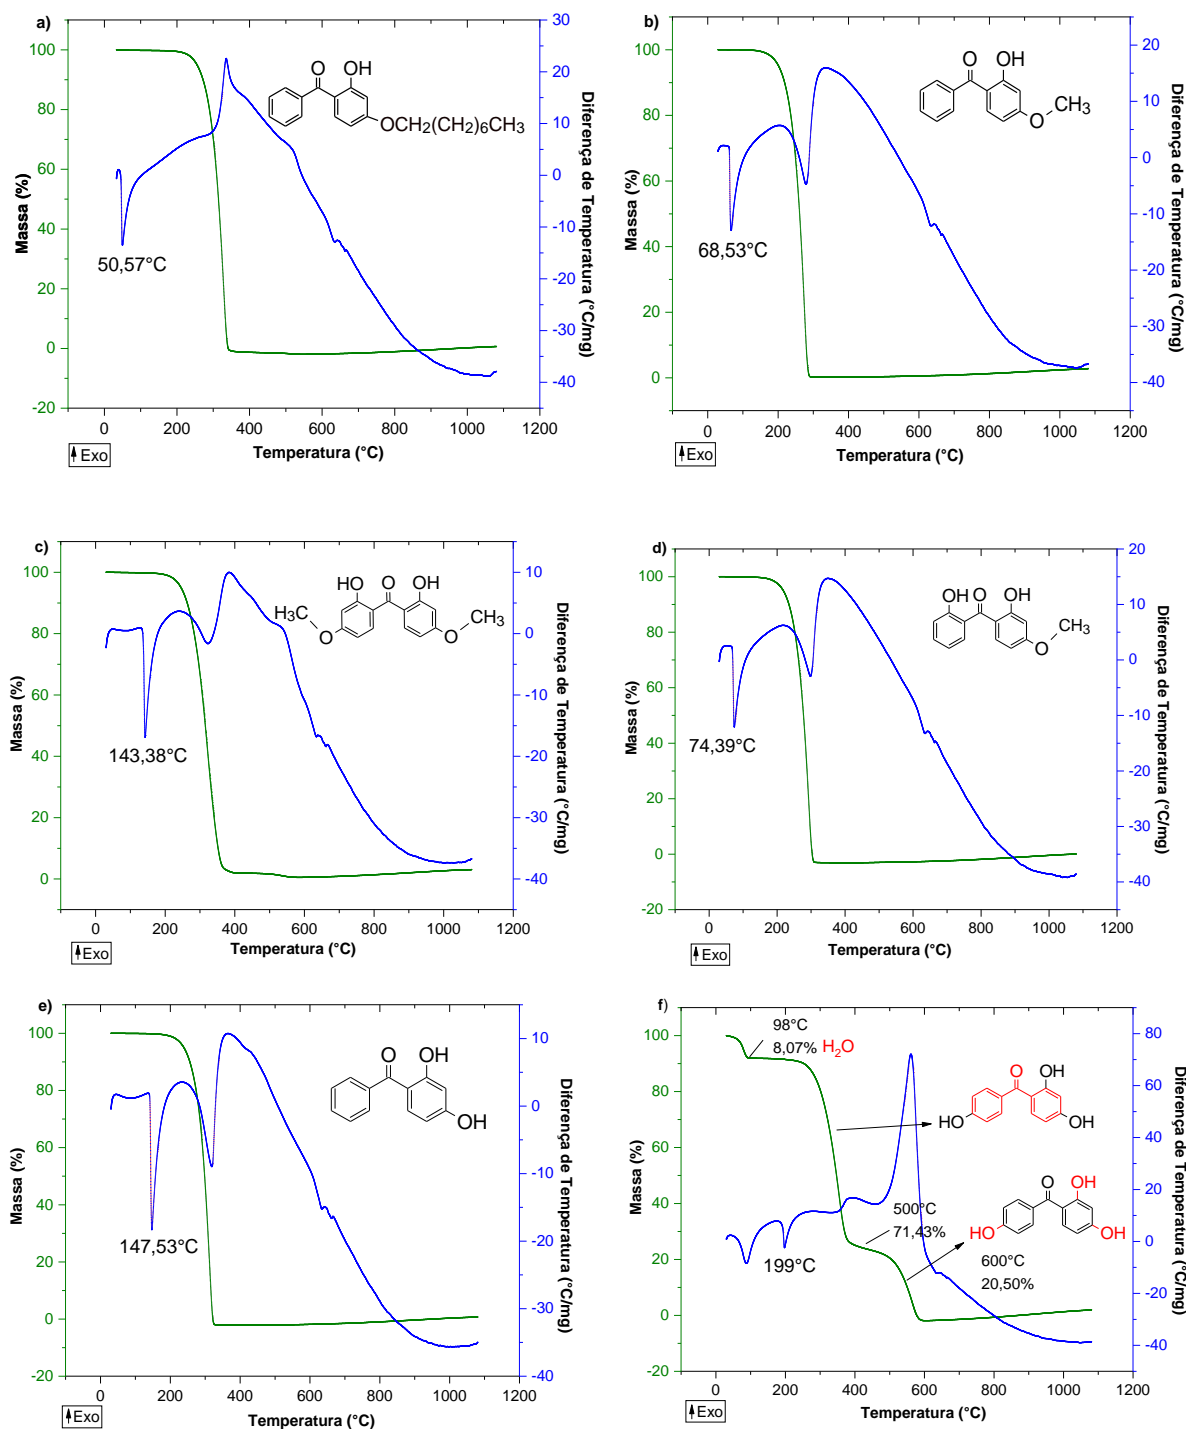 a)
30
20
10
0
-10
-20
-30
-40
100
80
60
40
20
0
-20
Massa (%)
O OH
OCH2(CH2)6CH3
50,57°C
0 200 400 600 800 1000 1200
Temperatura (°C)
Exo
Diferença de Temperatura (°C/mg)
b)
20
10
0
-10
-20
-30
-40
100
80
60
40
20
0
Massa (%)
O OH
O CH3
68,53°C
0 200 400 600 800 1000 1200
Temperatura (°C)
Exo
Diferença de Temperatura (°C/mg)
c)
10
0
-10
-20
-30
-40
100
80
60
40
20
0
Massa (%)
OH O OH
H3C O O CH3
143,38°C
0 200 400 600 800 1000 1200
Temperatura (°C)
Exo
Diferença de Temperatura (°C/mg)
d)
20
10
0
-10
-20
-30
-40
100
80
60
40
20
0
-20
Massa (%)
OH O OH
O CH3
74,39°C
0 200 400 600 800 1000 1200
Temperatura (°C)
Exo
Diferença de Temperatura (°C/mg)
e)
10
0
-10
-20
-30
-40
100
80
60
40
20
0
-20
Massa (%)
O OH
OH
147,53°C
0 200 400 600 800 1000 1200
Temperatura (°C)
Exo
Diferença de Temperatura (°C/mg)
f)
80
60
40
20
0
-20
-40
100
80
60
40
20
0
-20
Massa (%)
98°C
8,07% H2O
O OH
HO OH
O OH
HO OH
500°C
71,43%
199°C
600°C
20,50%
0 200 400 600 800 1000 1200
Temperatura (°C)
Exo
Diferença de Temperatura (°C/mg)